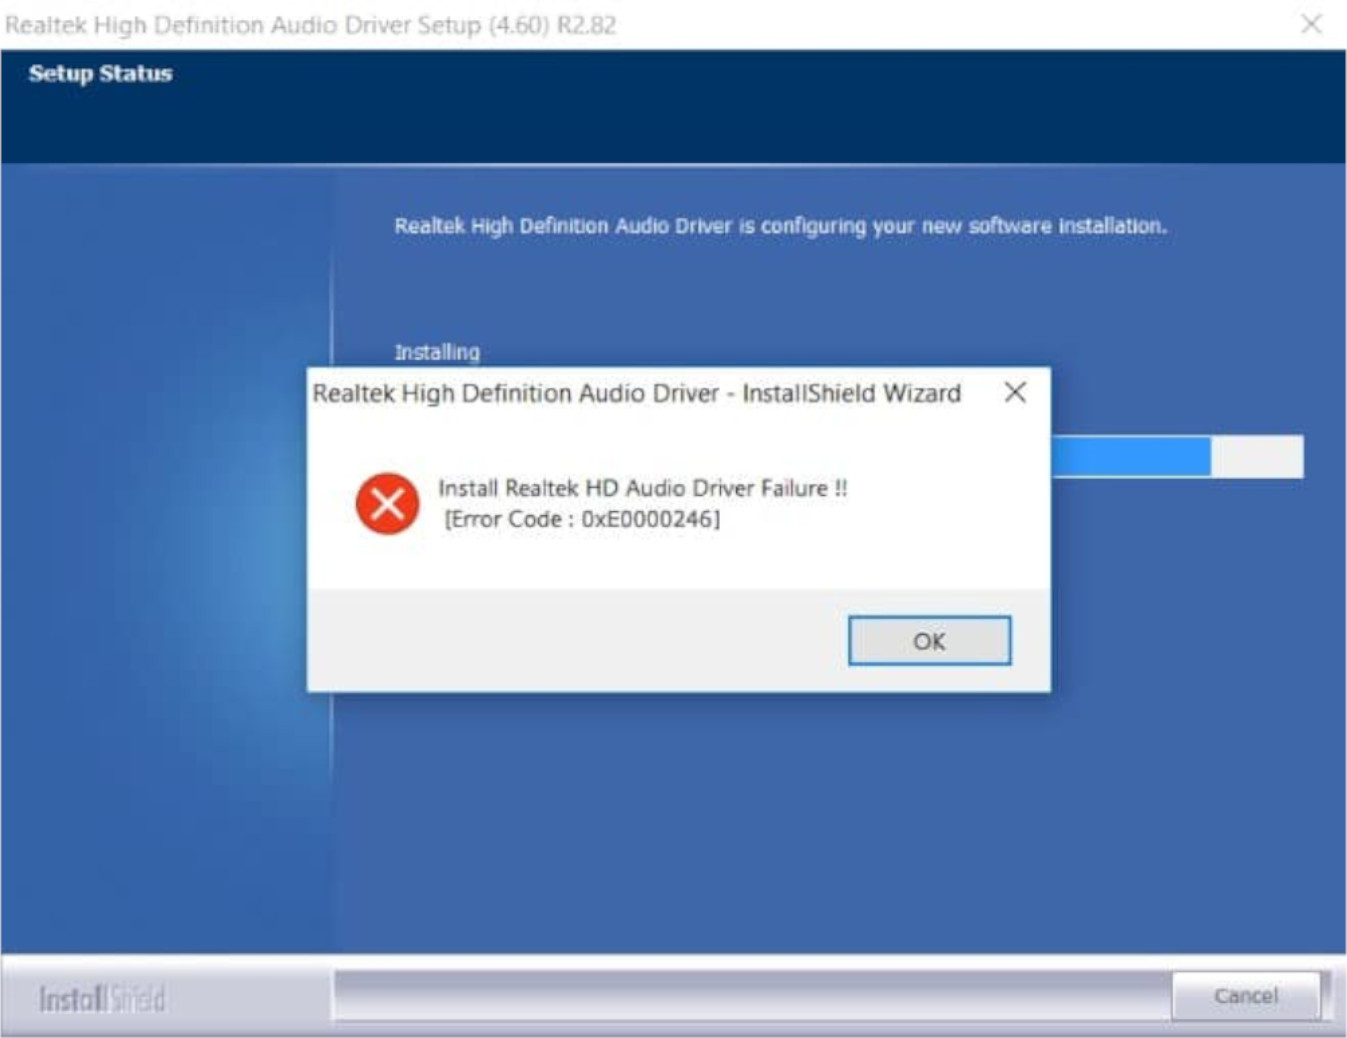 Realtek High Definition Audio Driver Setup (4.60) R2.82
Setup Status
Realtek High Definition Audio Driver is configuring your new software installation.
Installing
Realtek High Definition Audio Driver - InstallShield Wizard
Install Realtek HD Audio Driver Failure !!
[Error Code : 0xE0000246]
OK
InstallShield
Cancel